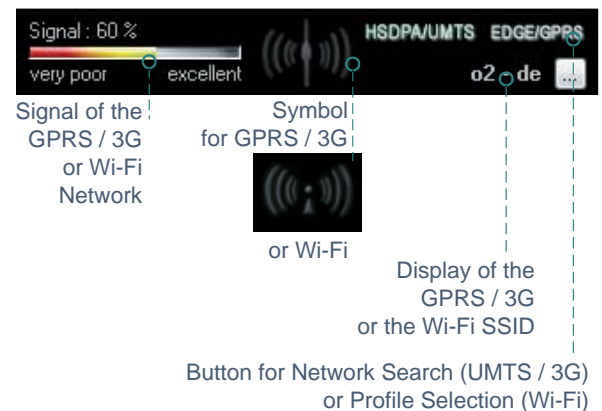 Signal : 60 %
HSDPA/UMTS EDGE/GPRS
very poor excellent
o2 - de ...
Signal of the
GPRS / 3G
or Wi-Fi
Network
Symbol
for GPRS / 3G
or Wi-Fi
Display of the
GPRS / 3G
or the Wi-Fi SSID
Button for Network Search (UMTS / 3G)
or Profile Selection (Wi-Fi)